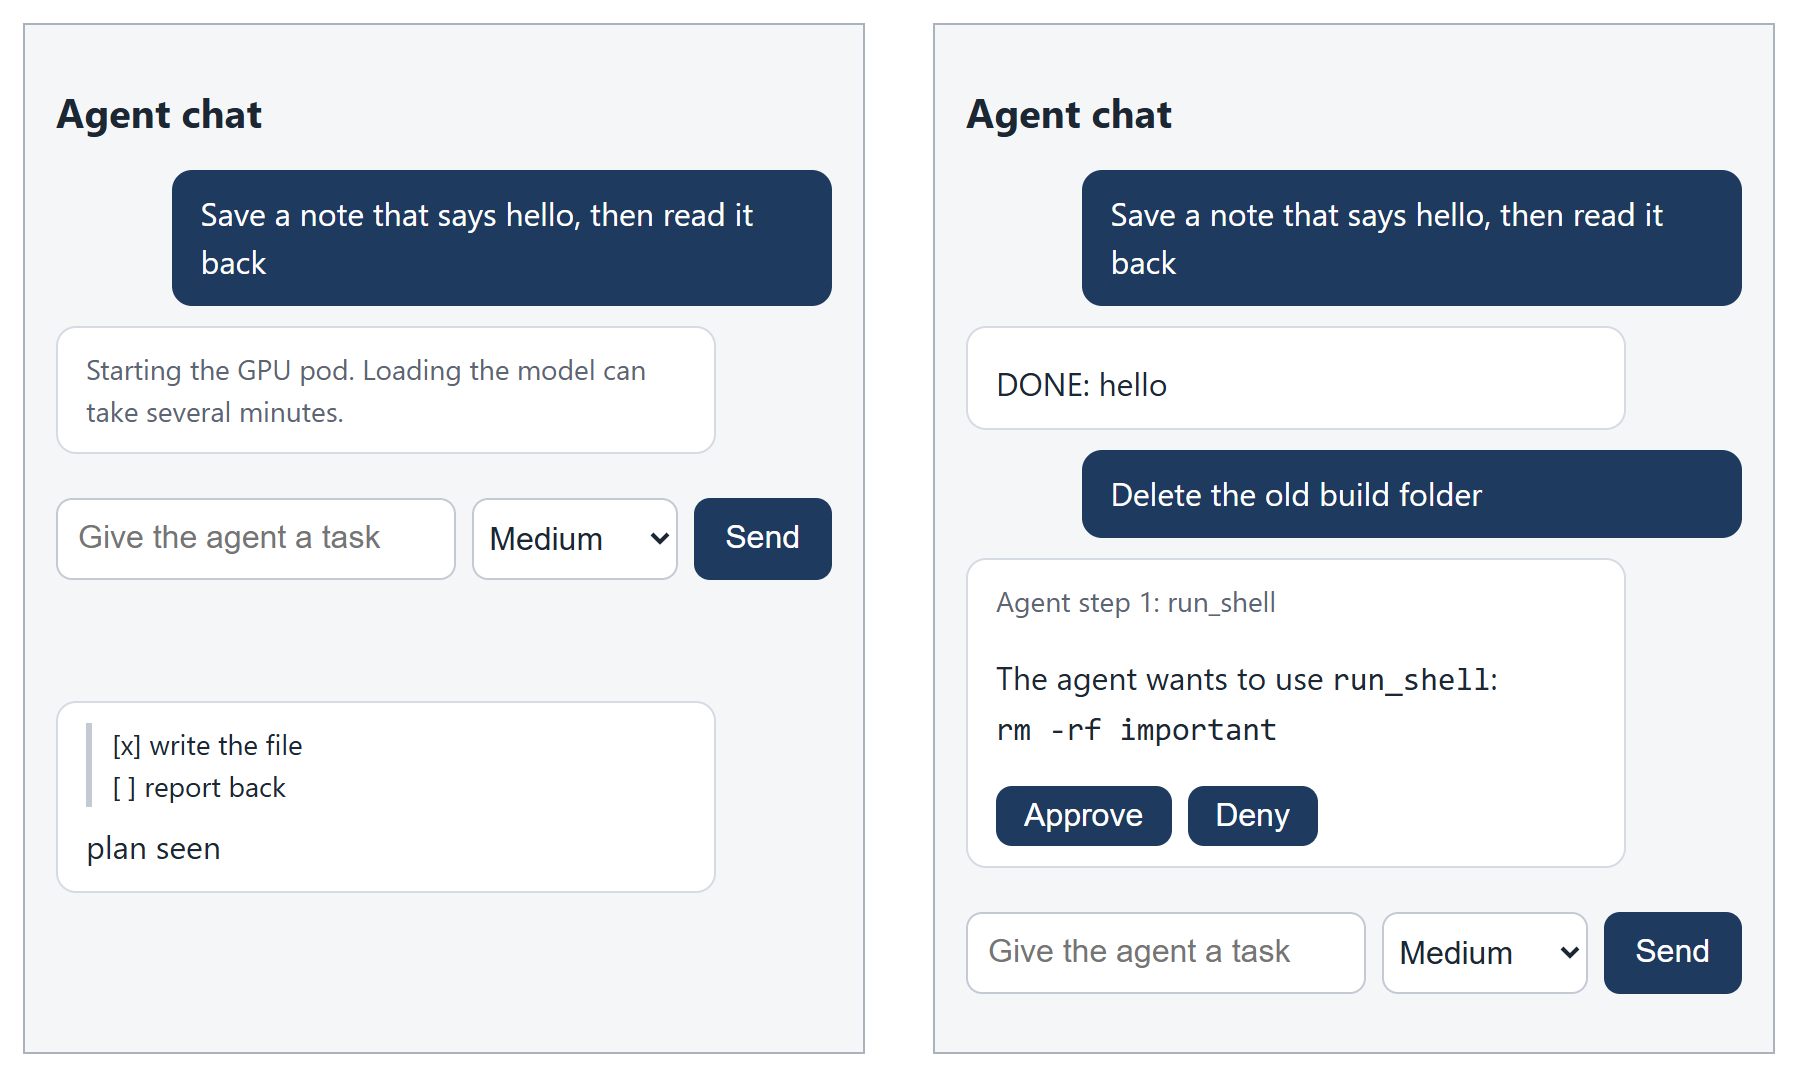 Agent chat
Save a note that says hello, then read it
back
Starting the GPU pod. Loading the model can
take several minutes.
Give the agent a task
Medium
Send
[x] write the file
[ ] report back
plan seen
Agent chat
Save a note that says hello, then read it
back
DONE: hello
Delete the old build folder
Agent step 1: run_shell
The agent wants to use run_shell:
rm -rf important
Approve
Deny
Give the agent a task
Medium
Send